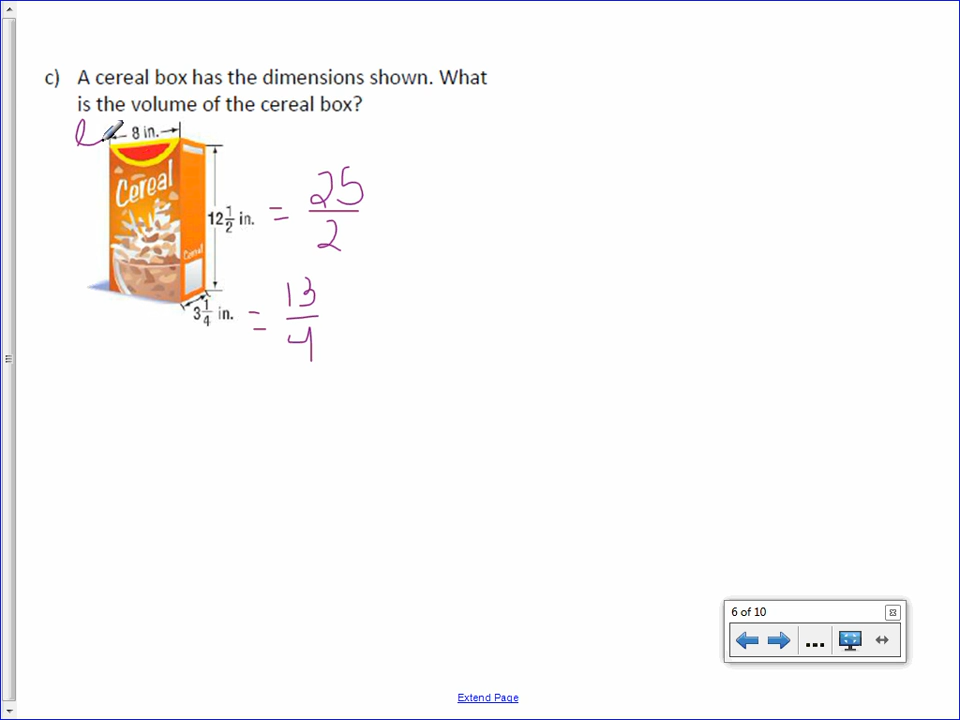 c) A cereal box has the dimensions shown. What
is the volume of the cereal box?
l 8 in.
Cereal
12 1/2 in. = 25/2
Cereal
3 1/4 in. = 13/4
6 of 10
...
Extend Page